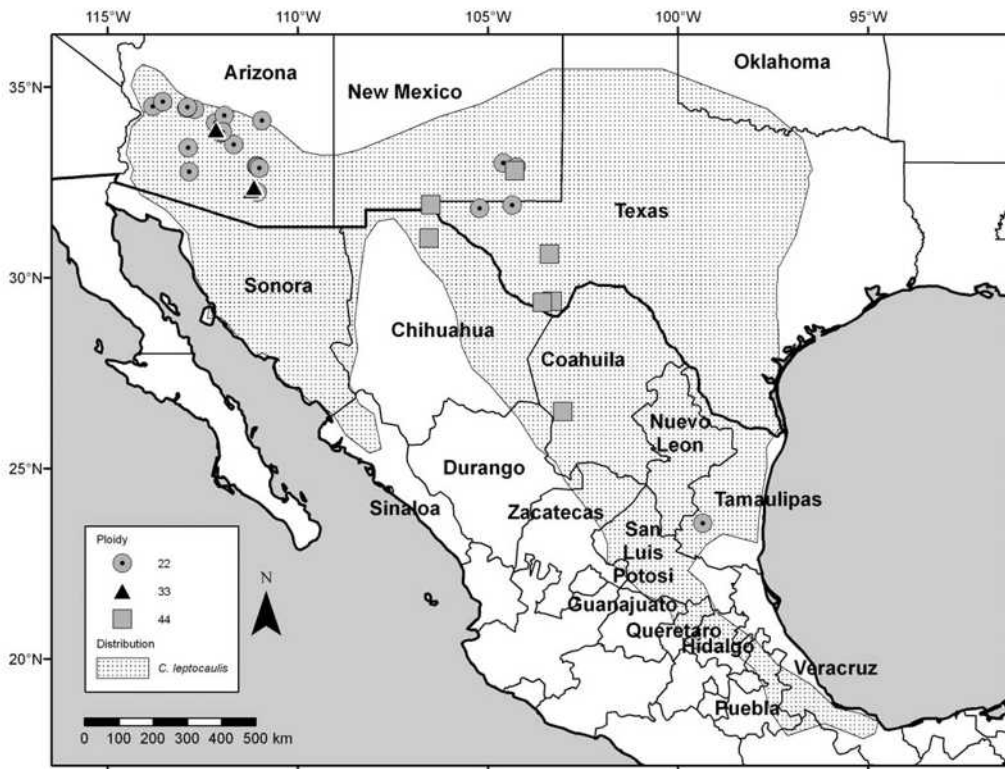 115°W
110°W
105°W
100°W
95°W
35°N
30°N
25°N
20°N
Arizona
New Mexico
Oklahoma
Texas
Sonora
Chihuahua
Coahuila
Nuevo
Leon
Durango
Tamaulipas
Sinaloa
Zacatecas
San
Luis
Potosi
Guanajuato
Queretaro
Hidalgo
Veracruz
Puebla
Ploidy
22
33
44
Distribution
C. leptocaulis
N
0 100 200 300 400 500 km